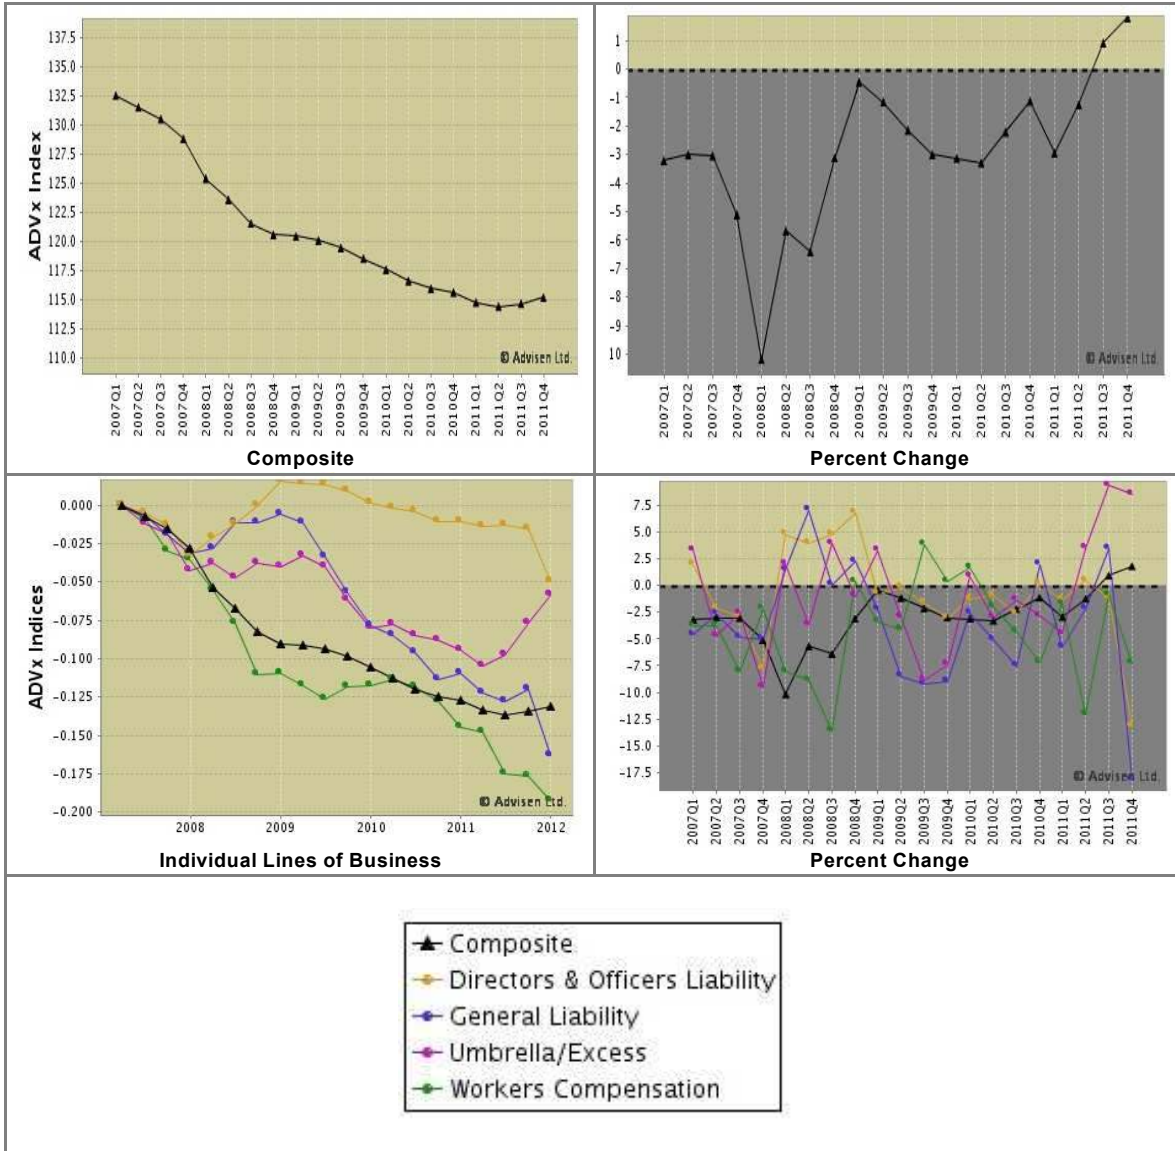 137.5
135.0
132.5
130.0
127.5
125.0
122.5
120.0
117.5
115.0
112.5
110.0
ADVx Index
© Advisen Ltd.
2007Q1
2007Q2
2007Q3
2007Q4
2008Q1
2008Q2
2008Q3
2008Q4
2009Q1
2009Q2
2009Q3
2009Q4
2010Q1
2010Q2
2010Q3
2010Q4
2011Q1
2011Q2
2011Q3
2011Q4
Composite
1
0
-1
-2
-3
-4
-5
-6
-7
-8
-9
10
© Advisen Ltd.
2007Q1
2007Q2
2007Q3
2007Q4
2008Q1
2008Q2
2008Q3
2008Q4
2009Q1
2009Q2
2009Q3
2009Q4
2010Q1
2010Q2
2010Q3
2010Q4
2011Q1
2011Q2
2011Q3
2011Q4
Percent Change
0.000
-0.025
-0.050
-0.075
-0.100
-0.125
-0.150
-0.175
-0.200
ADVx Indices
© Advisen Ltd.
2008 2009 2010 2011 2012
Individual Lines of Business
7.5
5.0
2.5
0.0
-2.5
-5.0
-7.5
-10.0
-12.5
-15.0
-17.5
© Advisen Ltd.
2007Q1
2007Q2
2007Q3
2007Q4
2008Q1
2008Q2
2008Q3
2008Q4
2009Q1
2009Q2
2009Q3
2009Q4
2010Q1
2010Q2
2010Q3
2010Q4
2011Q1
2011Q2
2011Q3
2011Q4
Percent Change
Composite
Directors & Officers Liability
General Liability
Umbrella/Excess
Workers Compensation